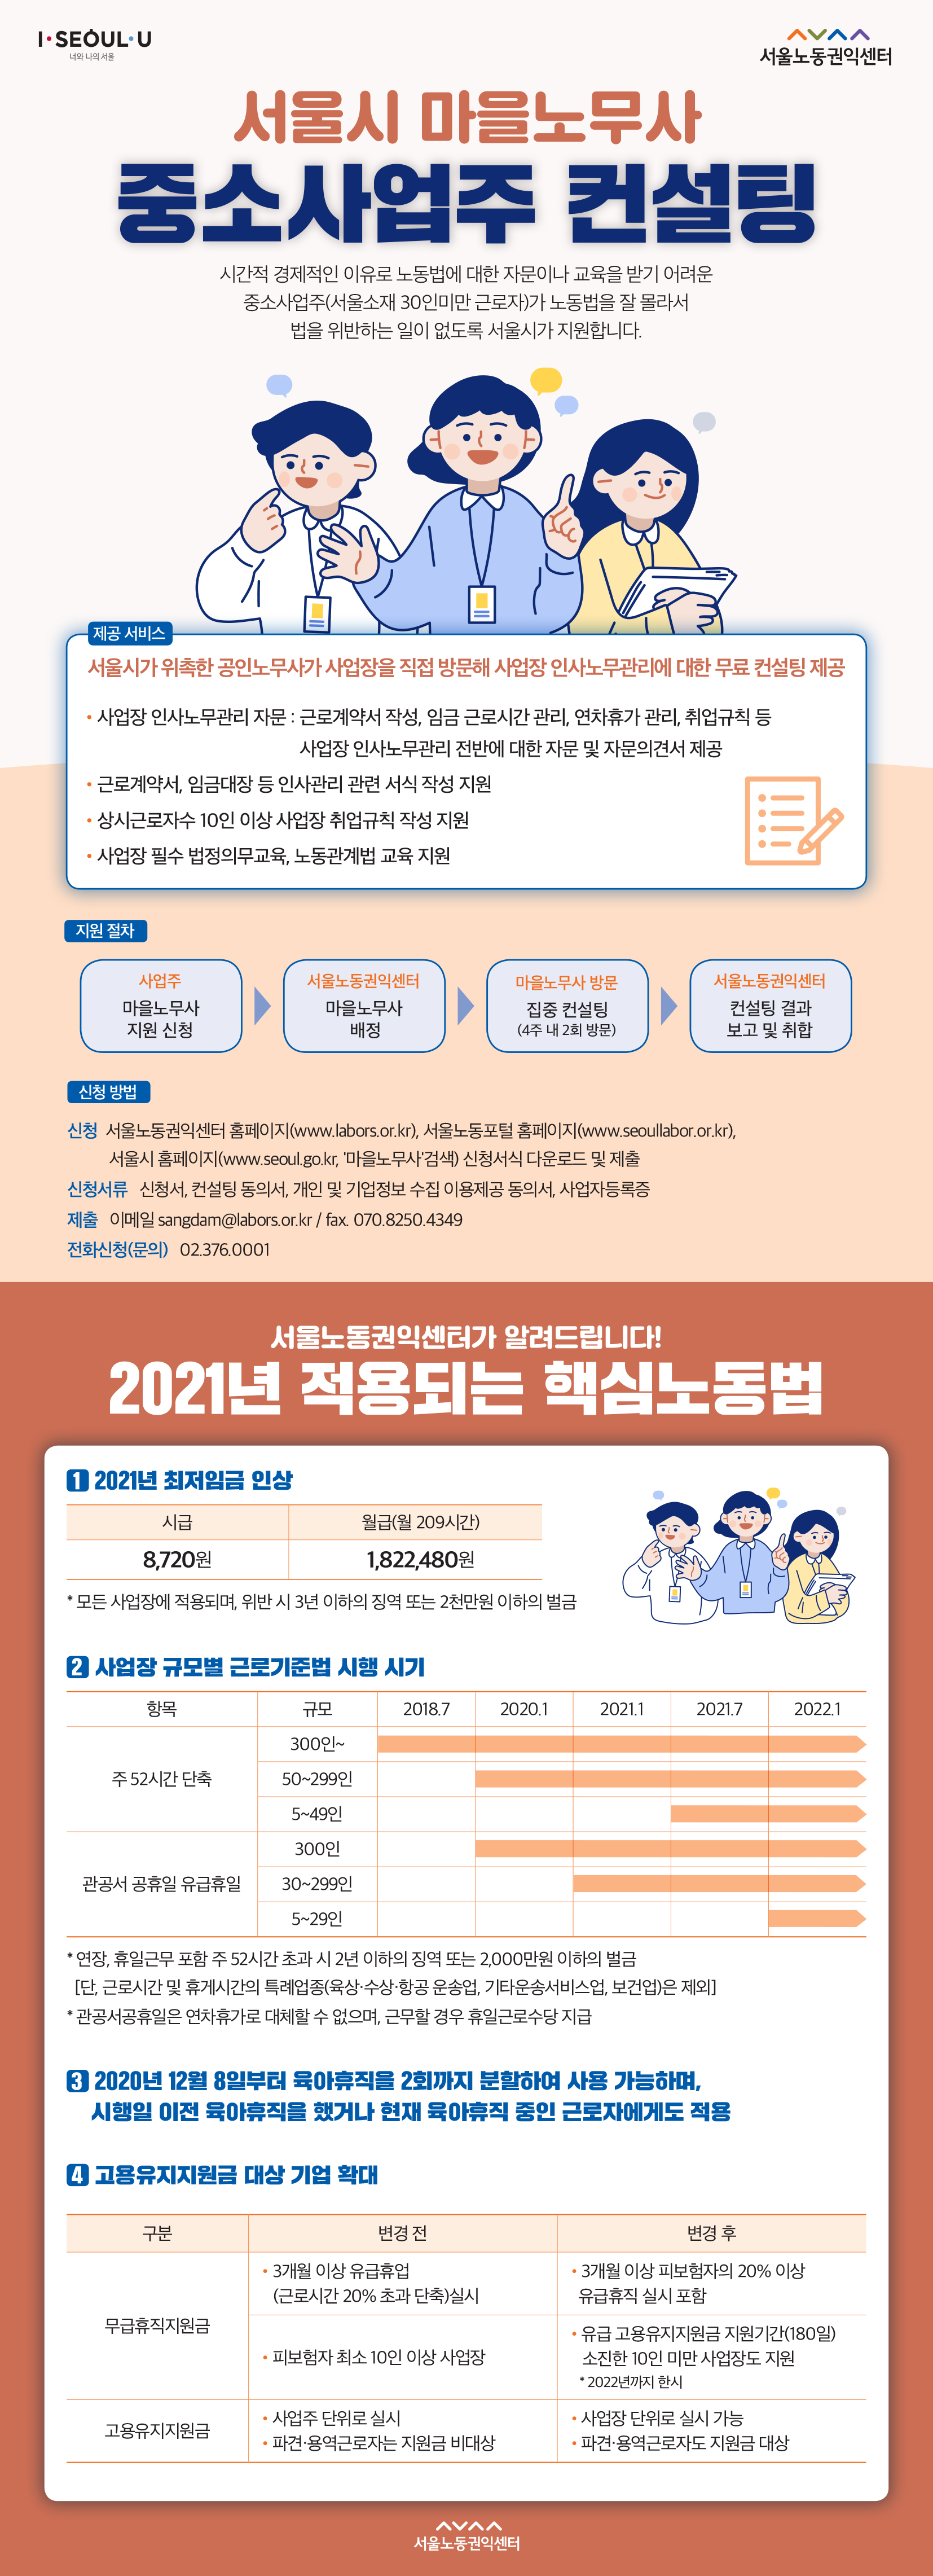 I·SEOUL·U
너와 나의 서울
서울노동권익센터
서울시 마을노무사
중소사업주 컨설팅
시간적 경제적인 이유로 노동법에 대한 자문이나 교육을 받기 어려운
중소사업주(서울소재 30인미만 근로자)가 노동법을 잘 몰라서
법을 위반하는 일이 없도록 서울시가 지원합니다.
제공 서비스
서울시가 위촉한 공인노무사가 사업장을 직접 방문해 사업장 인사노무관리에 대한 무료 컨설팅 제공
• 사업장 인사노무관리 자문 : 근로계약서 작성, 임금 근로시간 관리, 연차휴가 관리, 취업규칙 등
사업장 인사노무관리 전반에 대한 자문 및 자문의견서 제공
• 근로계약서, 임금대장 등 인사관리 관련 서식 작성 지원
• 상시근로자수 10인 이상 사업장 취업규칙 작성 지원
• 사업장 필수 법정의무교육, 노동관계법 교육 지원
지원 절차
사업주
마을노무사
지원 신청
서울노동권익센터
마을노무사
배정
마을노무사 방문
집중 컨설팅
(4주 내 2회 방문)
서울노동권익센터
컨설팅 결과
보고 및 취합
신청 방법
신청 서울노동권익센터 홈페이지(www.labors.or.kr), 서울노동포털 홈페이지(www.seoullabor.or.kr),
서울시 홈페이지(www.seoul.go.kr, '마을노무사'검색) 신청서식 다운로드 및 제출
신청서류 신청서, 컨설팅 동의서, 개인 및 기업정보 수집 이용제공 동의서, 사업자등록증
제출 이메일 sangdam@labors.or.kr / fax. 070.8250.4349
전화신청(문의) 02.376.0001
서울노동권익센터가 알려드립니다!
2021년 적용되는 핵심노동법
1 2021년 최저임금 인상
시급 월급(월 209시간)
8,720원 1,822,480원
* 모든 사업장에 적용되며, 위반 시 3년 이하의 징역 또는 2천만원 이하의 벌금
2 사업장 규모별 근로기준법 시행 시기
항목 규모 2018.7 2020.1 2021.1 2021.7 2022.1
주 52시간 단축
300인~
50~299인
5~49인
관공서 공휴일 유급휴일
300인
30~299인
5~29인
* 연장, 휴일근무 포함 주 52시간 초과 시 2년 이하의 징역 또는 2,000만원 이하의 벌금
[단, 근로시간 및 휴게시간의 특례업종(육상·수상·항공 운송업, 기타운송서비스업, 보건업)은 제외]
* 관공서공휴일은 연차휴가로 대체할 수 없으며, 근무할 경우 휴일근로수당 지급
3 2020년 12월 8일부터 육아휴직을 2회까지 분할하여 사용 가능하며,
시행일 이전 육아휴직을 했거나 현재 육아휴직 중인 근로자에게도 적용
4 고용유지지원금 대상 기업 확대
구분 변경 전 변경 후
무급휴직지원금
• 3개월 이상 유급휴업
(근로시간 20% 초과 단축)실시
• 3개월 이상 피보험자의 20% 이상
유급휴직 실시 포함
• 피보험자 최소 10인 이상 사업장
• 유급 고용유지지원금 지원기간(180일)
소진한 10인 미만 사업장도 지원
* 2022년까지 한시
고용유지지원금
• 사업주 단위로 실시
• 파견·용역근로자는 지원금 비대상
• 사업장 단위로 실시 가능
• 파견·용역근로자도 지원금 대상
서울노동권익센터